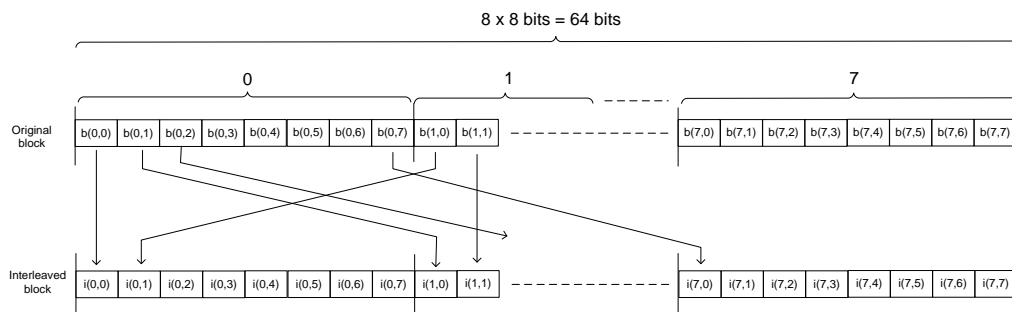 8 x 8 bits = 64 bits
0 1 7
Original block
b(0,0) b(0,1) b(0,2) b(0,3) b(0,4) b(0,5) b(0,6) b(0,7) b(1,0) b(1,1) b(7,0) b(7,1) b(7,2) b(7,3) b(7,4) b(7,5) b(7,6) b(7,7)
Interleaved block
i(0,0) i(0,1) i(0,2) i(0,3) i(0,4) i(0,5) i(0,6) i(0,7) i(1,0) i(1,1) i(7,0) i(7,1) i(7,2) i(7,3) i(7,4) i(7,5) i(7,6) i(7,7)